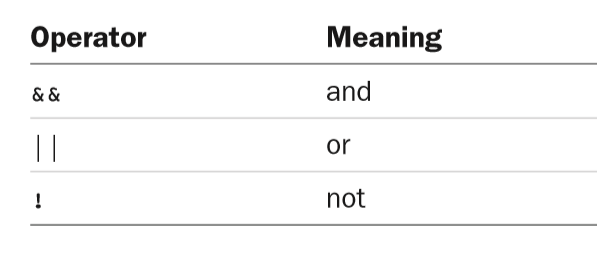 Operator Meaning
&& and
|| or
! not